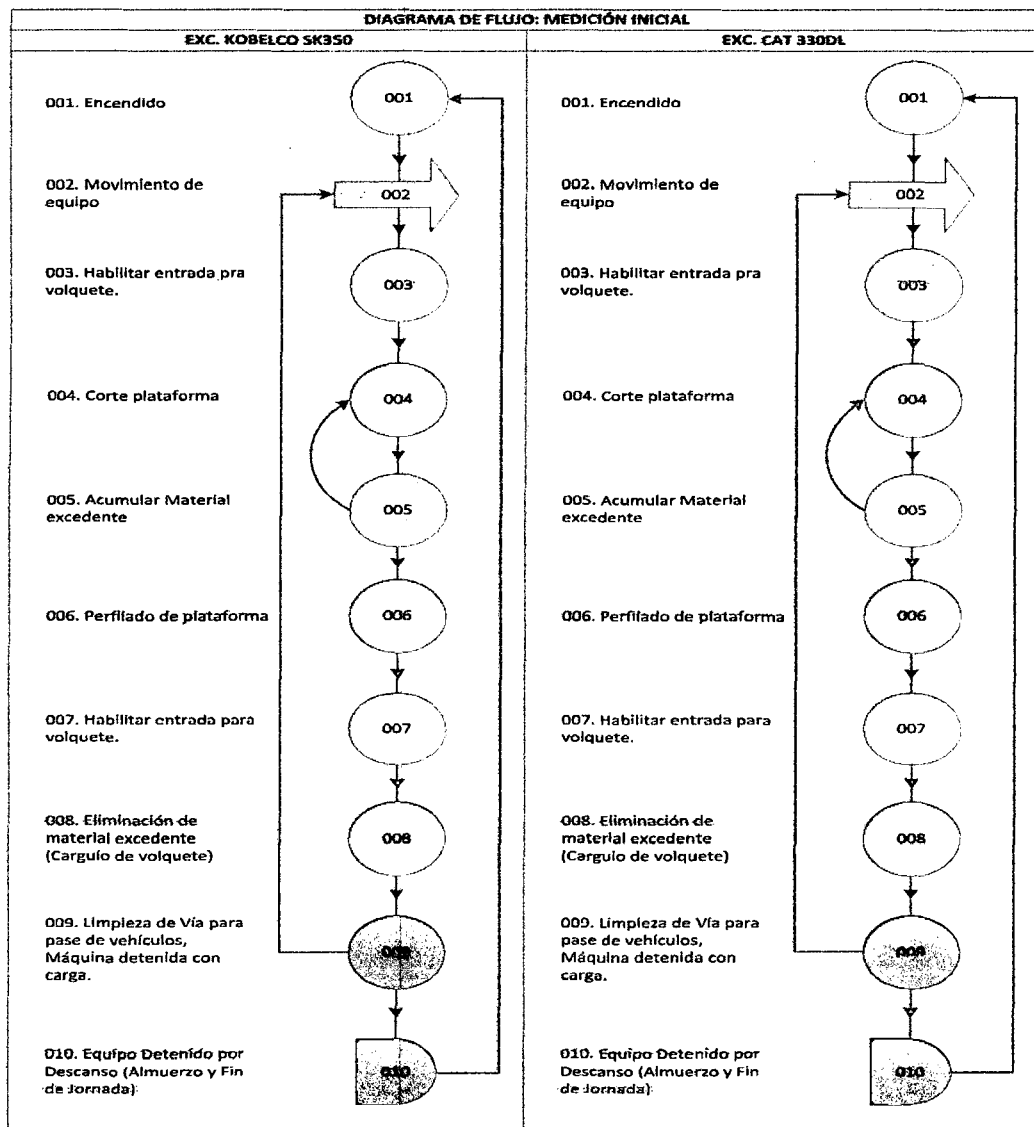 DIAGRAMA DE FLUJO: MEDICIÓN INICIAL
EXC. KOBELCO SK350
001. Encendido
001
002. Movimiento de
equipo
002
003. Habilitar entrada pra
volquete.
003
004. Corte plataforma
004
005. Acumular Material
excedente
005
006. Perfilado de plataforma
006
007. Habilitar entrada para
volquete.
007
008. Eliminación de
material excedente
(Carguío de volquete)
008
009. Limpieza de Vía para
pase de vehículos,
Máquina detenida con
carga.
009
010. Equipo Detenido por
Descanso (Almuerzo y Fin
de Jornada)
010
EXC. CAT 330DL
001. Encendido
001
002. Movimiento de
equipo
002
003. Habilitar entrada pra
volquete.
003
004. Corte plataforma
004
005. Acumular Material
excedente
005
006. Perfilado de plataforma
006
007. Habilitar entrada para
volquete.
007
008. Eliminación de
material excedente
(Carguío de volquete)
008
009. Limpieza de Vía para
pase de vehículos,
Máquina detenida con
carga.
009
010. Equipo Detenido por
Descanso (Almuerzo y Fin
de Jornada)
010